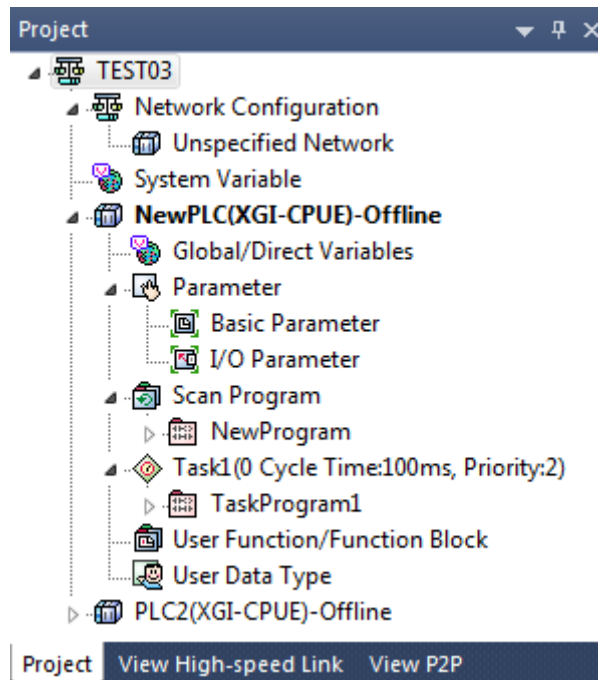 Project
TEST03
Network Configuration
Unspecified Network
System Variable
NewPLC(XGI-CPUE)-Offline
Global/Direct Variables
Parameter
Basic Parameter
I/O Parameter
Scan Program
NewProgram
Task1(0 Cycle Time:100ms, Priority:2)
TaskProgram1
User Function/Function Block
User Data Type
PLC2(XGI-CPUE)-Offline
Project View High-speed Link View P2P